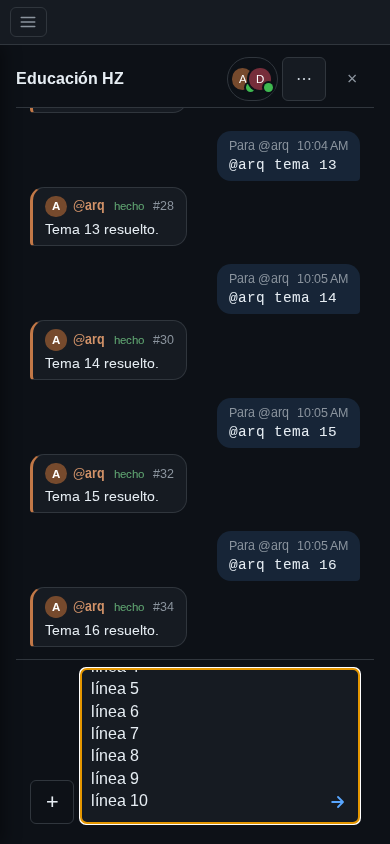 Educación HZ
A
D
Para @arq 10:04 AM
@arq tema 13
A @arq hecho #28
Tema 13 resuelto.
Para @arq 10:05 AM
@arq tema 14
A @arq hecho #30
Tema 14 resuelto.
Para @arq 10:05 AM
@arq tema 15
A @arq hecho #32
Tema 15 resuelto.
Para @arq 10:05 AM
@arq tema 16
A @arq hecho #34
Tema 16 resuelto.
línea 5
línea 6
línea 7
línea 8
línea 9
línea 10